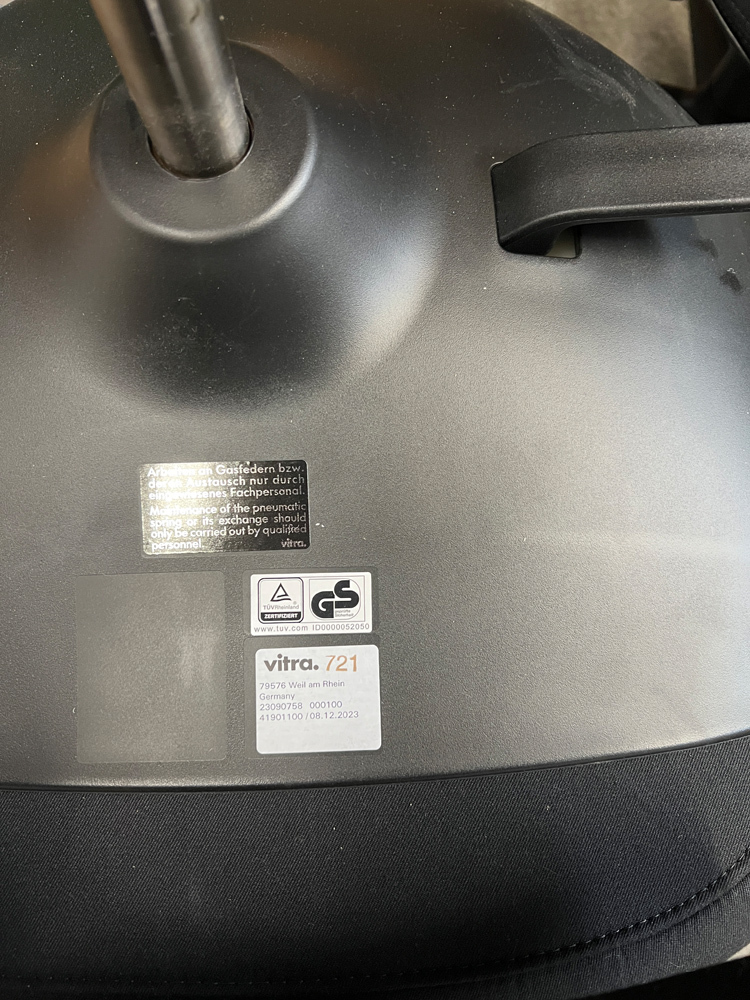 Arbeiten an Gasfedern bzw.
deren Austausch nur durch
eingewiesenes Fachpersonal.
Maintenance of the pneumatic
spring or its exchange should
only be carried out by qualified
personnel. vitra.
TÜVRheinland ®
ZERTIFIZIERT
GS
geprüfte
Sicherheit
www.tuv.com ID0000052050
vitra. 721
79576 Weil am Rhein
Germany
23090758 000100
41901100 / 08.12.2023